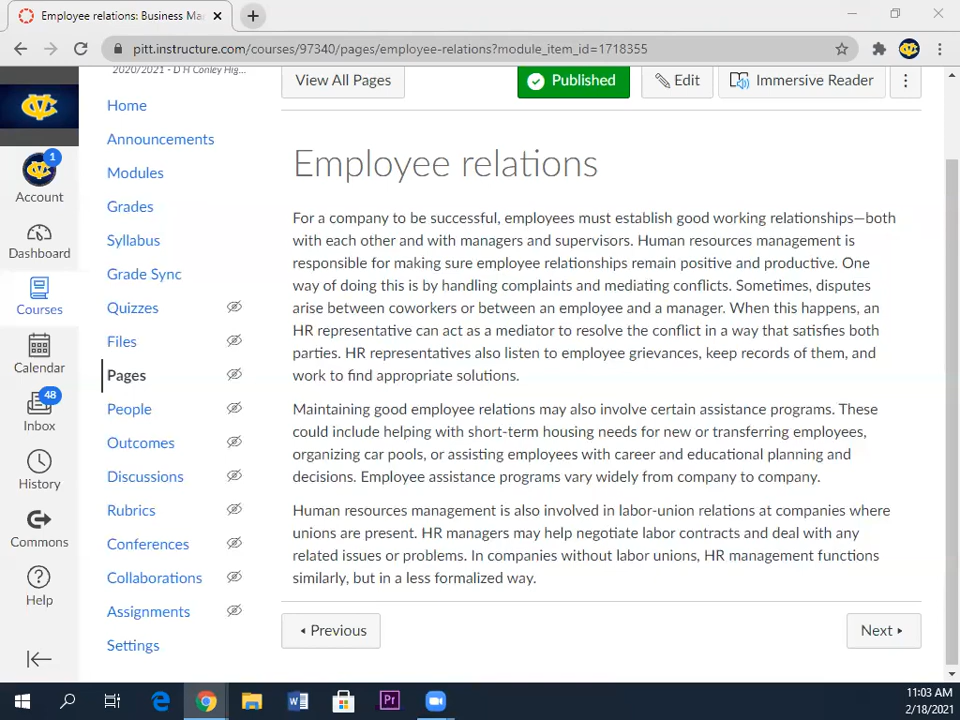 Employee relations: Business Ma
pitt.instructure.com/courses/97340/pages/employee-relations?module_item_id=1718355
2020/2021 - D H Conley Hig...
View All Pages
Published
Edit
Immersive Reader
Home
Announcements
Modules
Grades
Syllabus
Grade Sync
Quizzes
Files
Pages
People
Outcomes
Discussions
Rubrics
Conferences
Collaborations
Assignments
Settings
1
Account
Dashboard
Courses
Calendar
48
Inbox
History
Commons
Help
Employee relations
For a company to be successful, employees must establish good working relationships—both
with each other and with managers and supervisors. Human resources management is
responsible for making sure employee relationships remain positive and productive. One
way of doing this is by handling complaints and mediating conflicts. Sometimes, disputes
arise between coworkers or between an employee and a manager. When this happens, an
HR representative can act as a mediator to resolve the conflict in a way that satisfies both
parties. HR representatives also listen to employee grievances, keep records of them, and
work to find appropriate solutions.
Maintaining good employee relations may also involve certain assistance programs. These
could include helping with short-term housing needs for new or transferring employees,
organizing car pools, or assisting employees with career and educational planning and
decisions. Employee assistance programs vary widely from company to company.
Human resources management is also involved in labor-union relations at companies where
unions are present. HR managers may help negotiate labor contracts and deal with any
related issues or problems. In companies without labor unions, HR management functions
similarly, but in a less formalized way.
Previous
Next
11:03 AM
2/18/2021